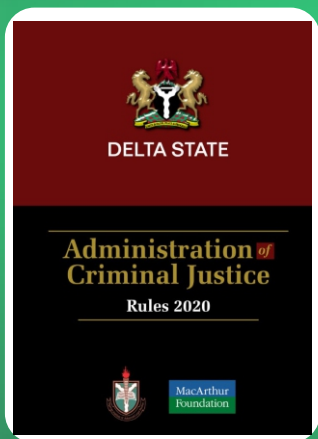 DELTA STATE
Administration of
Criminal Justice
Rules 2020
MacArthur
Foundation